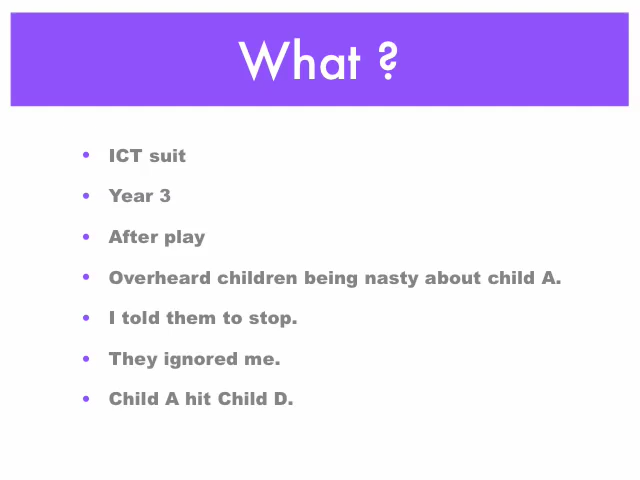 What ?
• ICT suit
• Year 3
• After play
• Overheard children being nasty about child A.
• I told them to stop.
• They ignored me.
• Child A hit Child D.